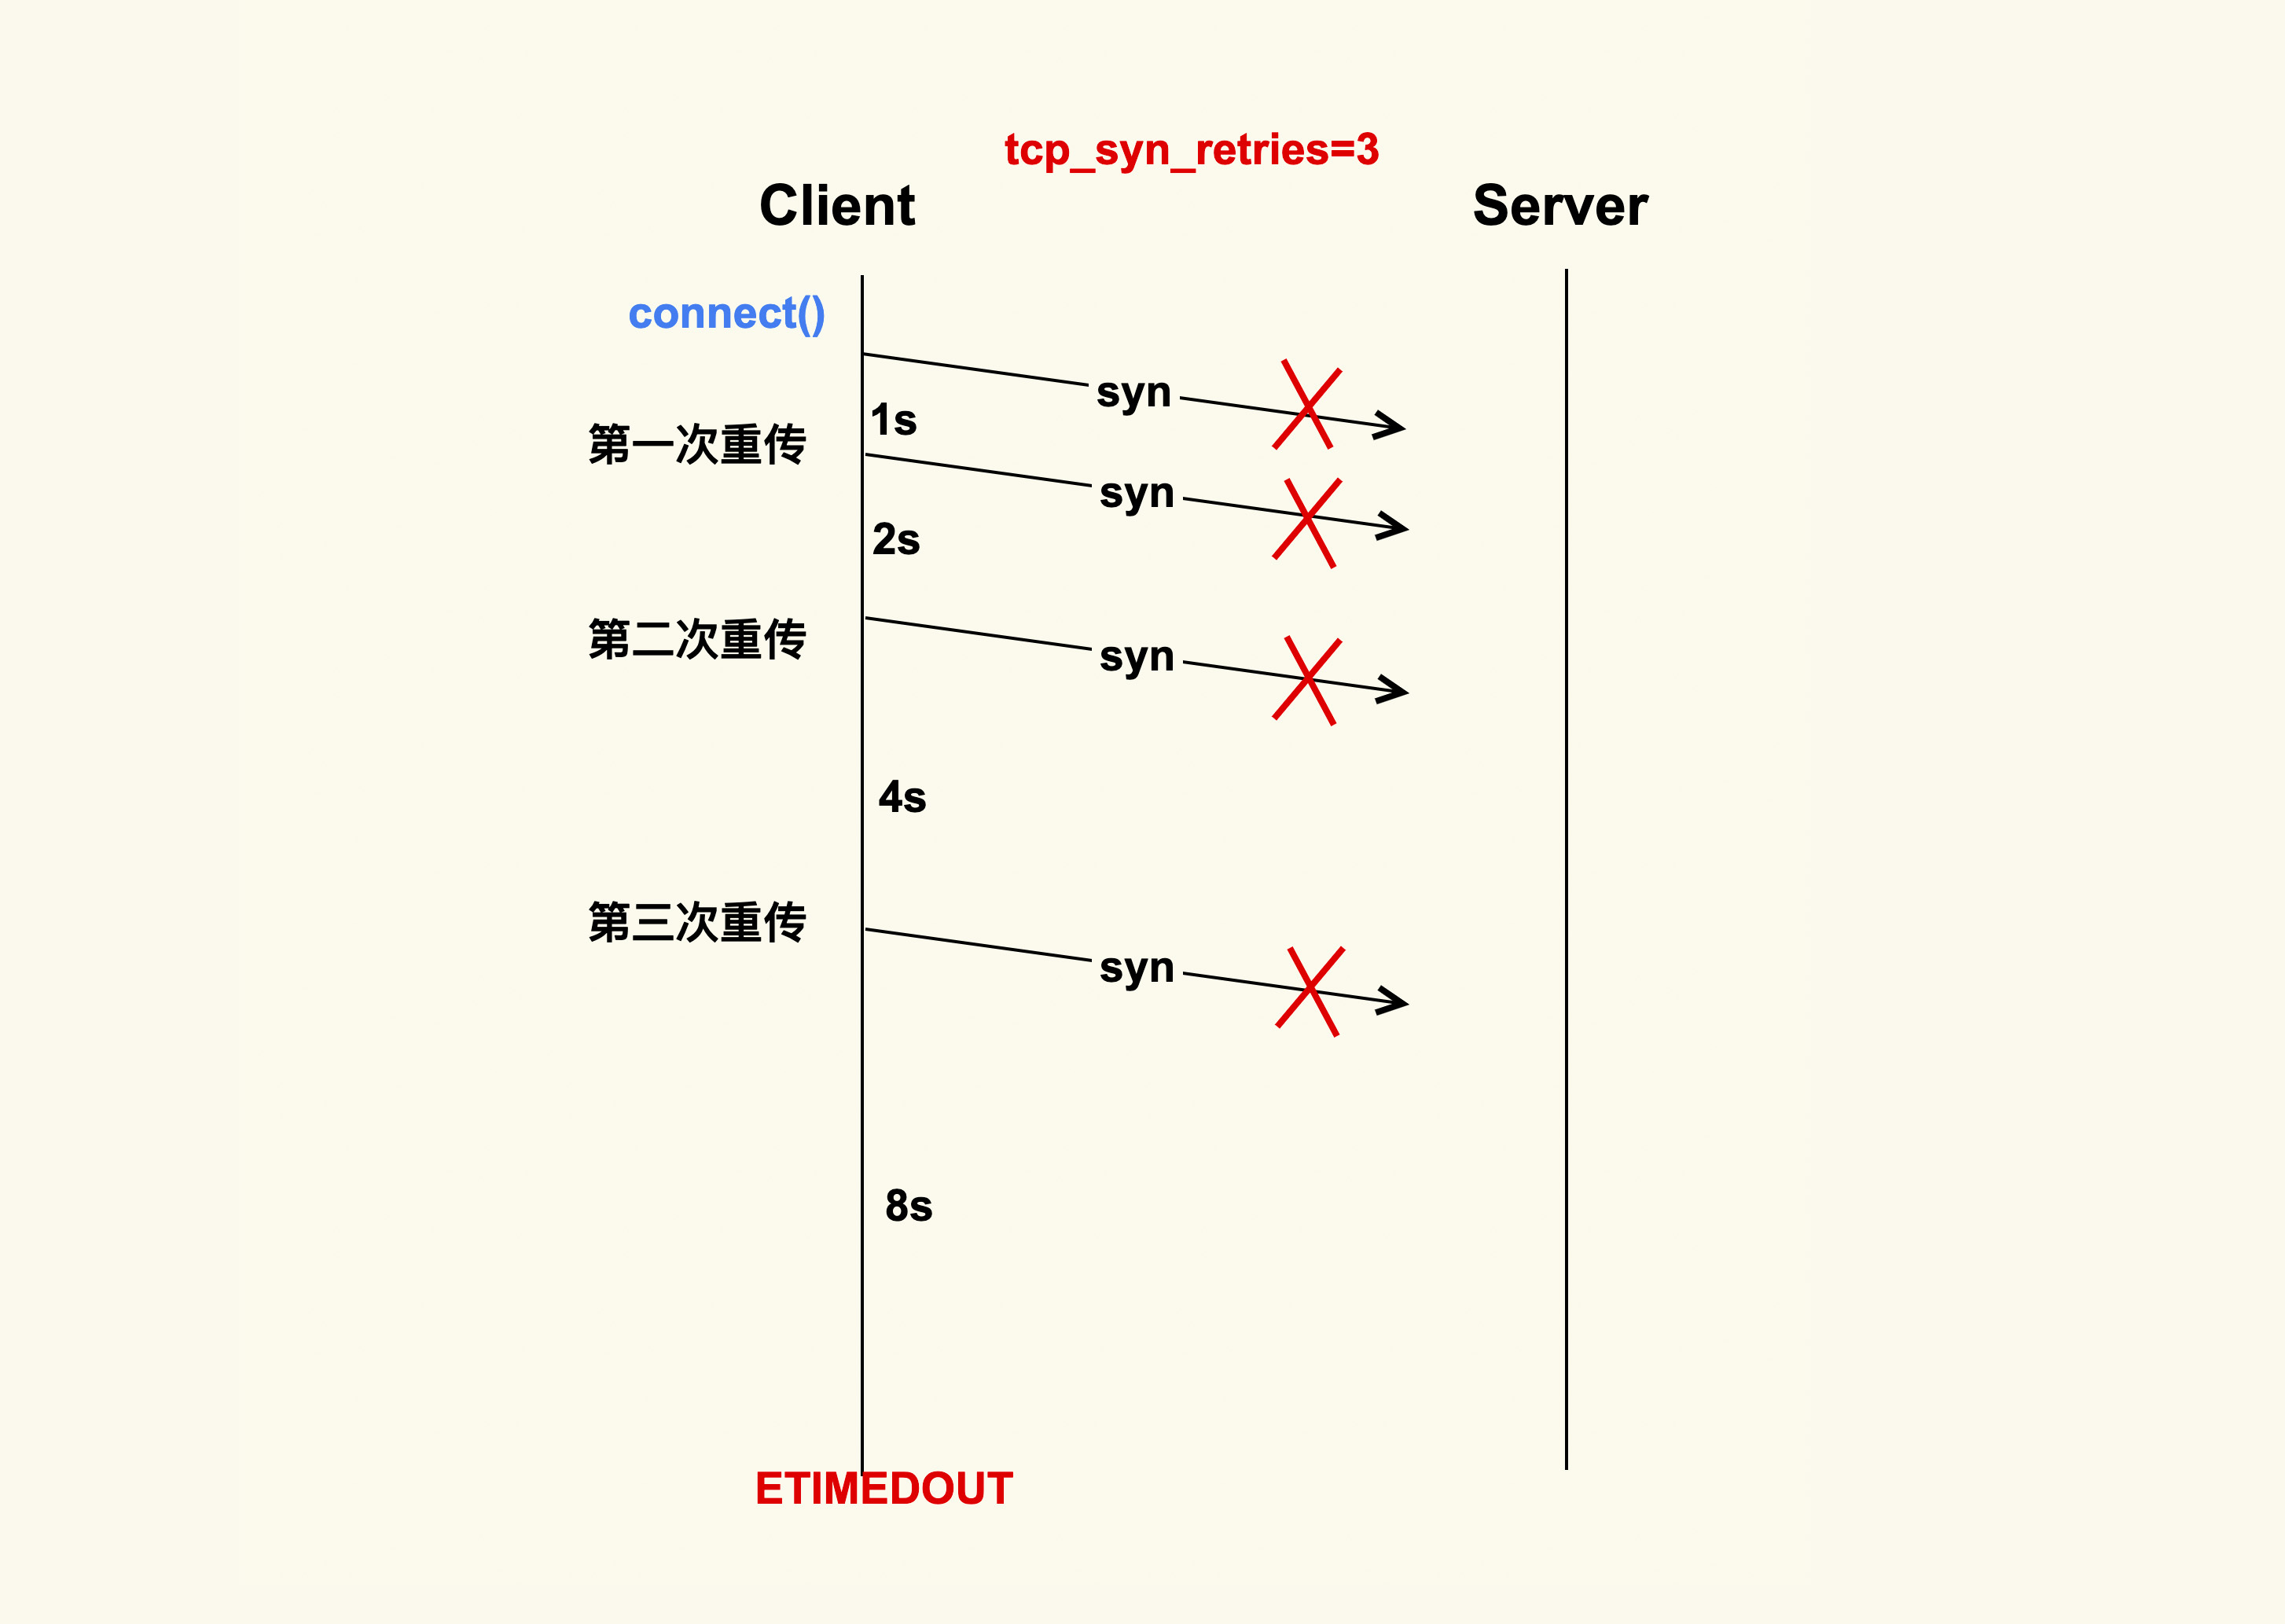 tcp_syn_retries=3
Client
Server
connect()
syn
1s
第一次重传
syn
2s
第二次重传
syn
4s
第三次重传
syn
8s
ETIMEDOUT